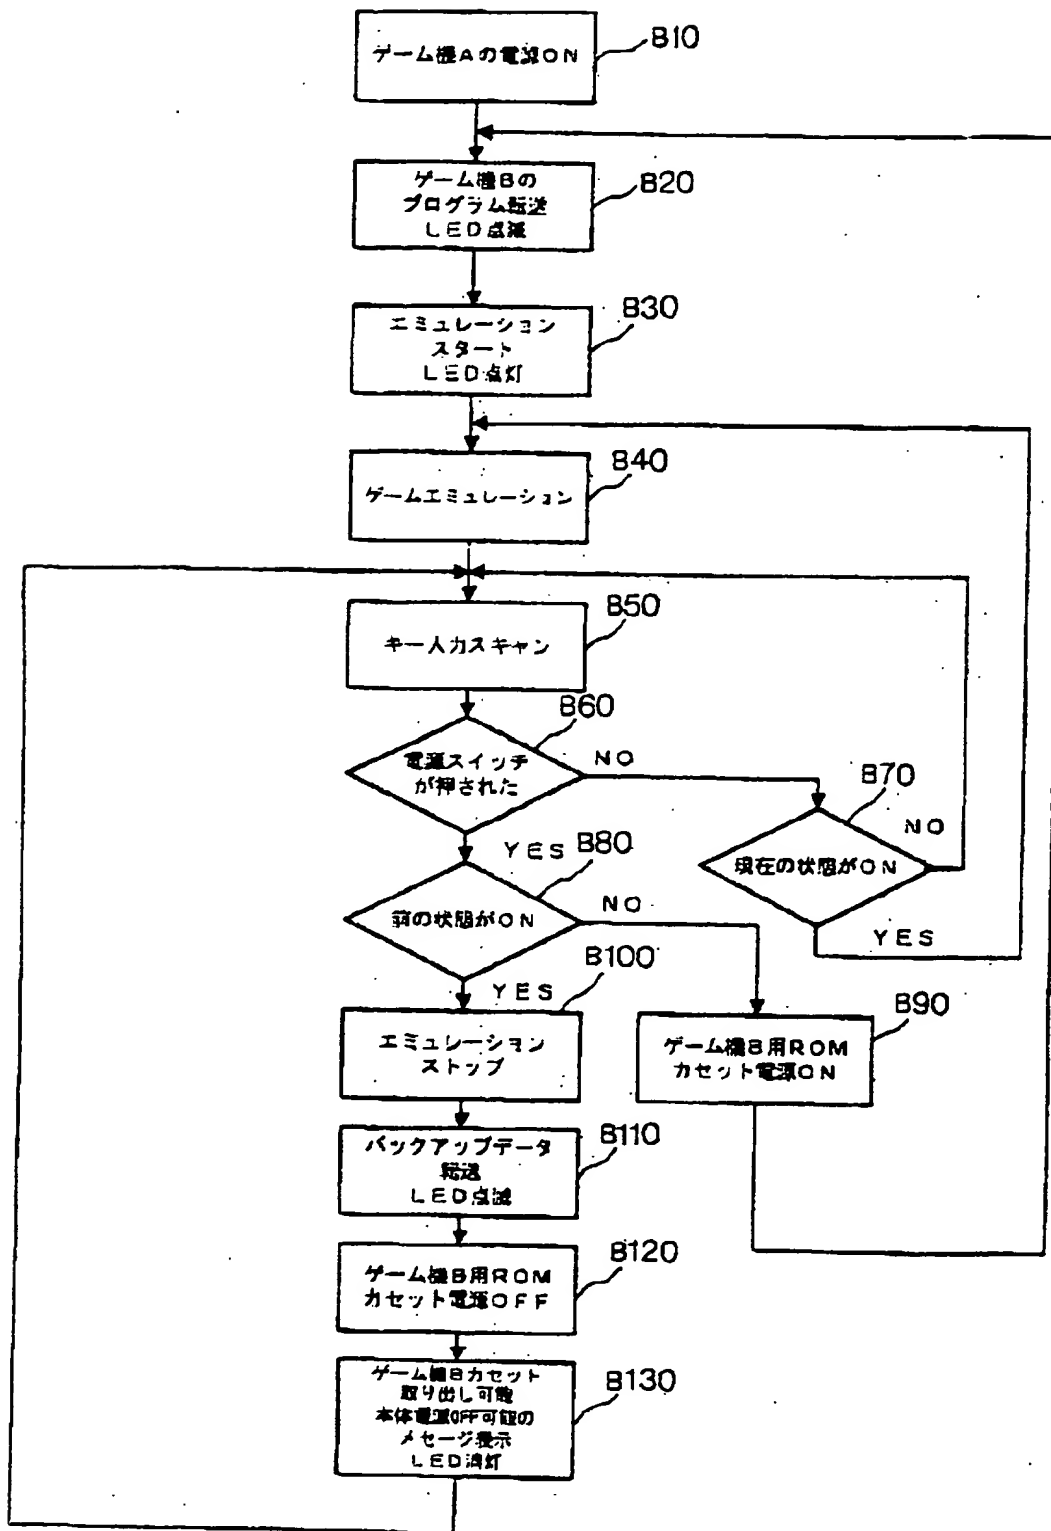 B10
ゲーム機Aの電源ON
B20
ゲーム機Bの
プログラム転送
LED点滅
B30
エミュレーション
スタート
LED点灯
B40
ゲームエミュレーション
B50
キー入力スキャン
B60
電源スイッチ
が押された
NO
B70
現在の状態がON
NO
YES
YES
B80
前の状態がON
NO
YES
B90
ゲーム機B用ROM
カセット電源ON
B100
エミュレーション
ストップ
B110
バックアップデータ
転送
LED点滅
B120
ゲーム機B用ROM
カセット電源OFF
B130
ゲーム機Bカセット
取り出し可能
本体電源OFF可能の
メセージ表示
LED消灯